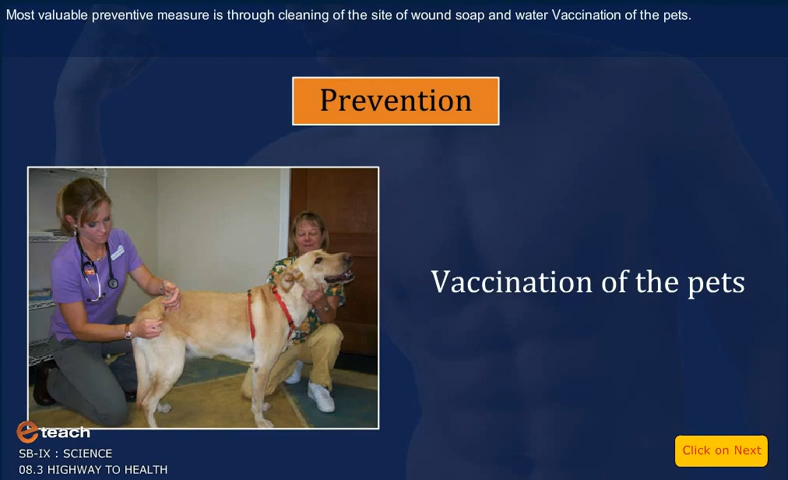 Most valuable preventive measure is through cleaning of the site of wound soap and water Vaccination of the pets.
Prevention
Vaccination of the pets
e teach
SB-IX : SCIENCE
08.3 HIGHWAY TO HEALTH
Click on Next